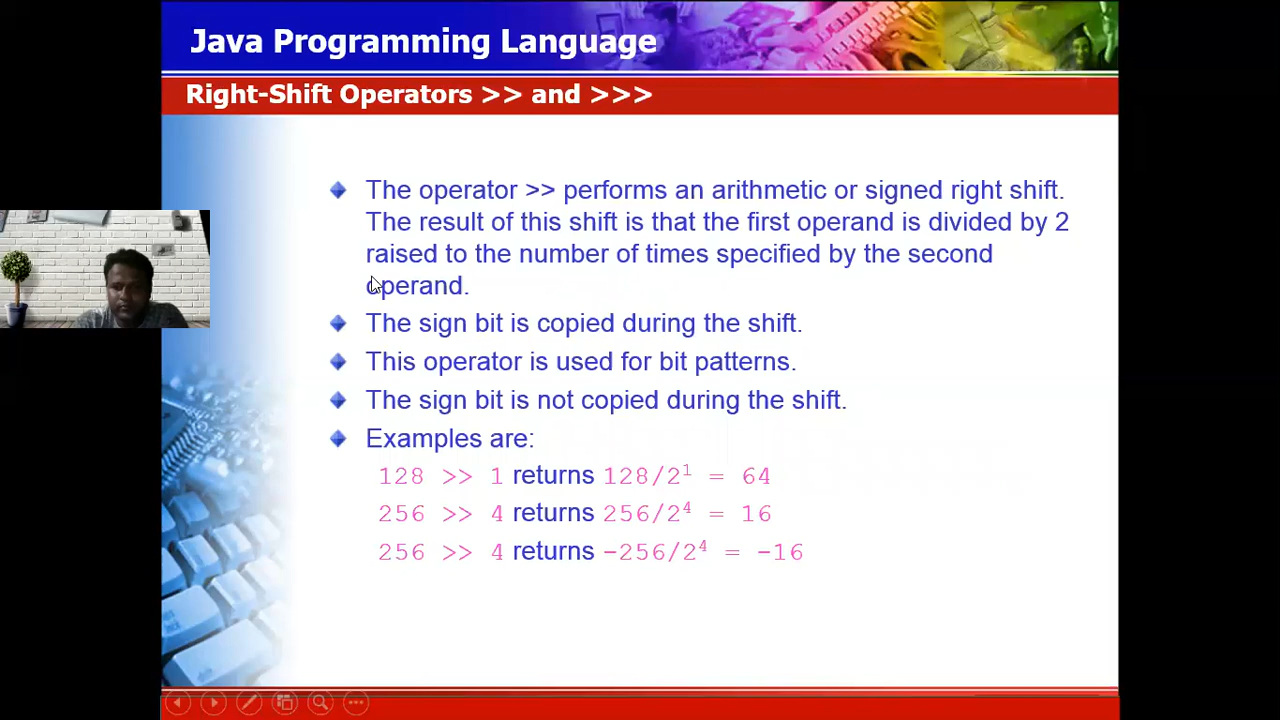 Java Programming Language
Right-Shift Operators >> and >>>
The operator >> performs an arithmetic or signed right shift.
The result of this shift is that the first operand is divided by 2
raised to the number of times specified by the second
operand.
The sign bit is copied during the shift.
This operator is used for bit patterns.
The sign bit is not copied during the shift.
Examples are:
128 >> 1 returns 128/2¹ = 64
256 >> 4 returns 256/2⁴ = 16
256 >> 4 returns -256/2⁴ = -16